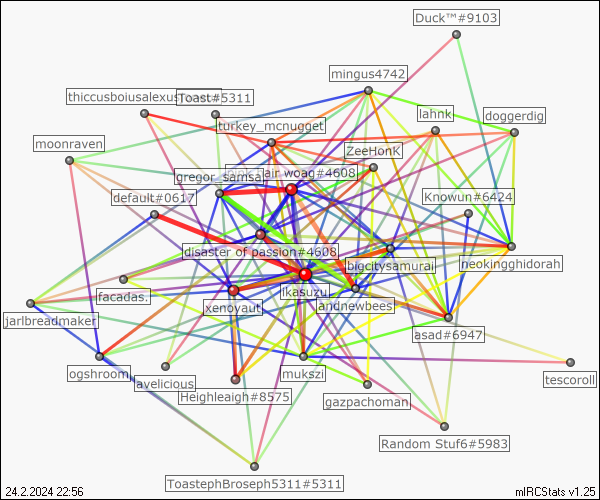 Duck™#9103
mingus4742
thiccusboiusalexus
Toast#5311
lahnk
doggerdig
turkey_mcnugget
moonraven
ZeeHonK
gregor_samsa
air woag#4608
default#0617
Knowun#6424
disaster of passion#4608
bigcitysamurai
neokingghidorah
facadas.
xenoyaut
lkasuzu
andnewbees
jarlbreadmaker
asad#6947
ogshroom
avelicious
mukszi
tescoroll
Heighleaigh#8575
gazpachoman
Random Stuf6#5983
ToastephBroseph5311#5311
24.2.2024 22:56
mIRCStats v1.25